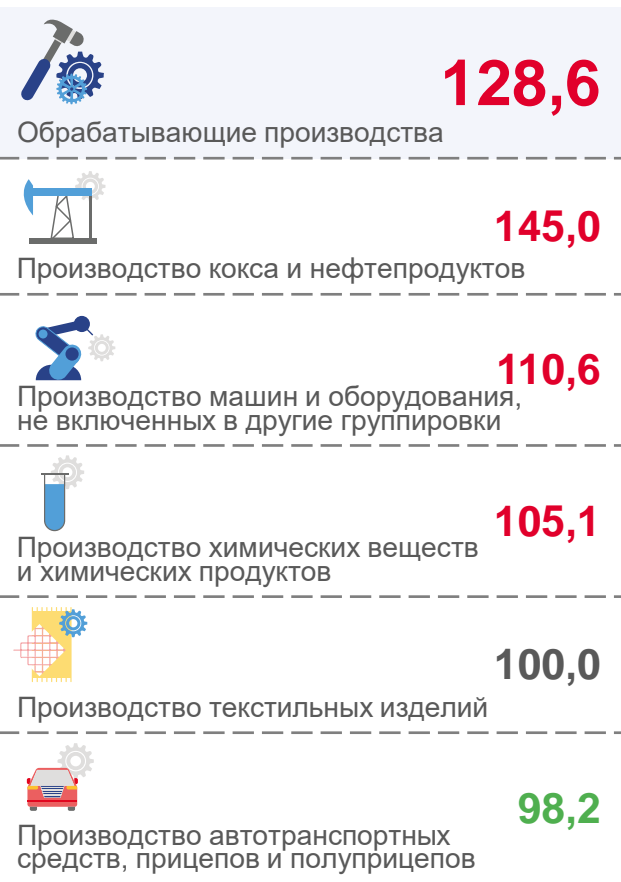 128,6
Обрабатывающие производства
145,0
Производство кокса и нефтепродуктов
110,6
Производство машин и оборудования,
не включенных в другие группировки
105,1
Производство химических веществ
и химических продуктов
100,0
Производство текстильных изделий
98,2
Производство автотранспортных
средств, прицепов и полуприцепов